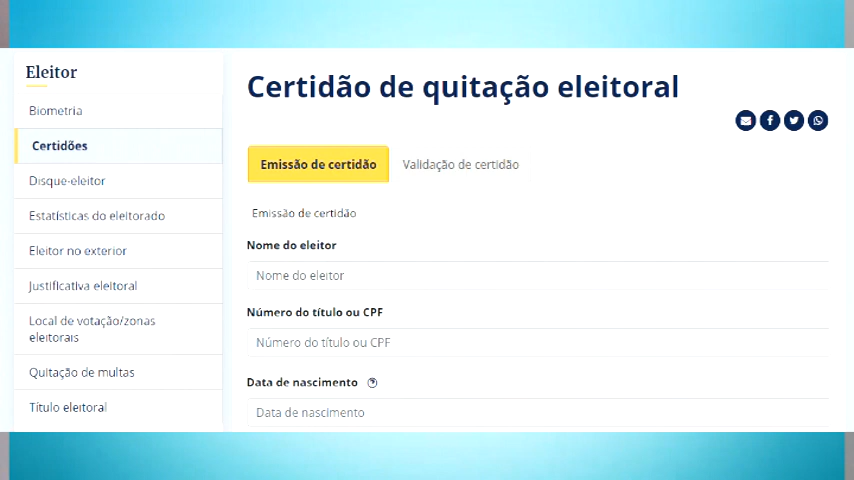 Eleitor
Biometria
Certidões
Disque-eleitor
Estatísticas do eleitorado
Eleitor no exterior
Justificativa eleitoral
Local de votação/zonas
eleitorais
Quitação de multas
Título eleitoral
Certidão de quitação eleitoral
Emissão de certidão
Validação de certidão
Emissão de certidão
Nome do eleitor
Nome do eleitor
Número do título ou CPF
Número do título ou CPF
Data de nascimento
Data de nascimento